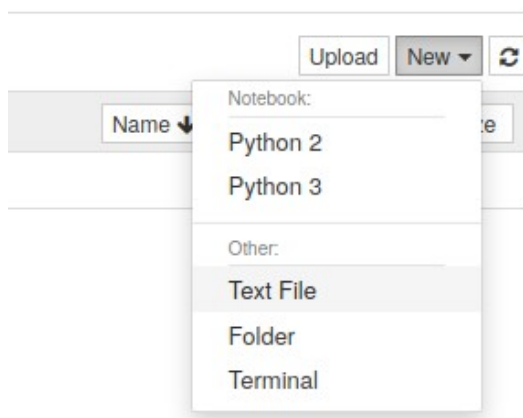 Upload New
Name
Notebook:
Python 2
Python 3
Other:
Text File
Folder
Terminal